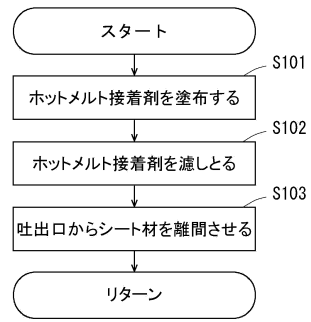 スタート
S101
ホットメルト接着剤を塗布する
S102
ホットメルト接着剤を濾しとる
S103
吐出口からシート材を離間させる
リターン